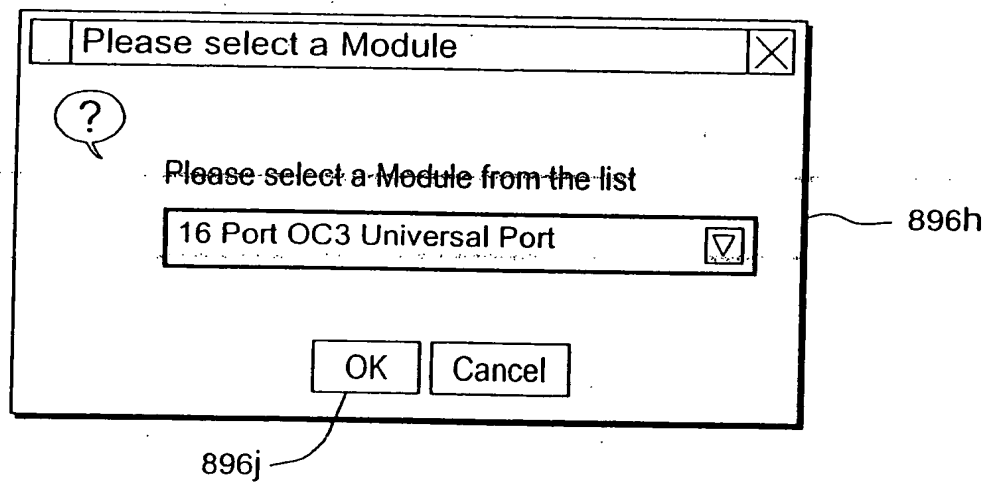 Please select a Module
?
Please select a Module from the list
16 Port OC3 Universal Port
896h
OK Cancel
896j